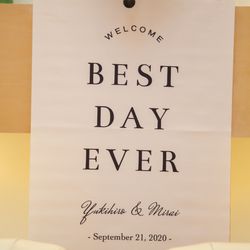 WELCOME
BEST
DAY
EVER
Yukihiro & Mirai
- September 21, 2020 -